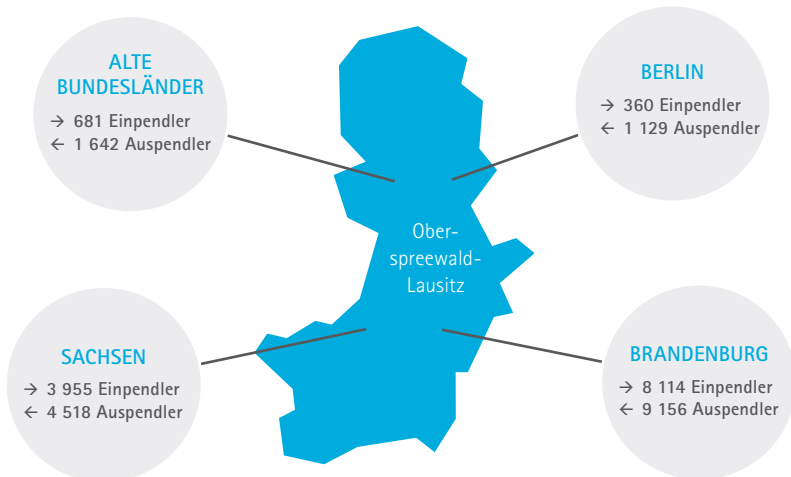 ALTE
BUNDESLÄNDER
→ 681 Einpendler
← 1 642 Auspendler
BERLIN
→ 360 Einpendler
← 1 129 Auspendler
Ober-
spreewald-
Lausitz
SACHSEN
→ 3 955 Einpendler
← 4 518 Auspendler
BRANDENBURG
→ 8 114 Einpendler
← 9 156 Auspendler